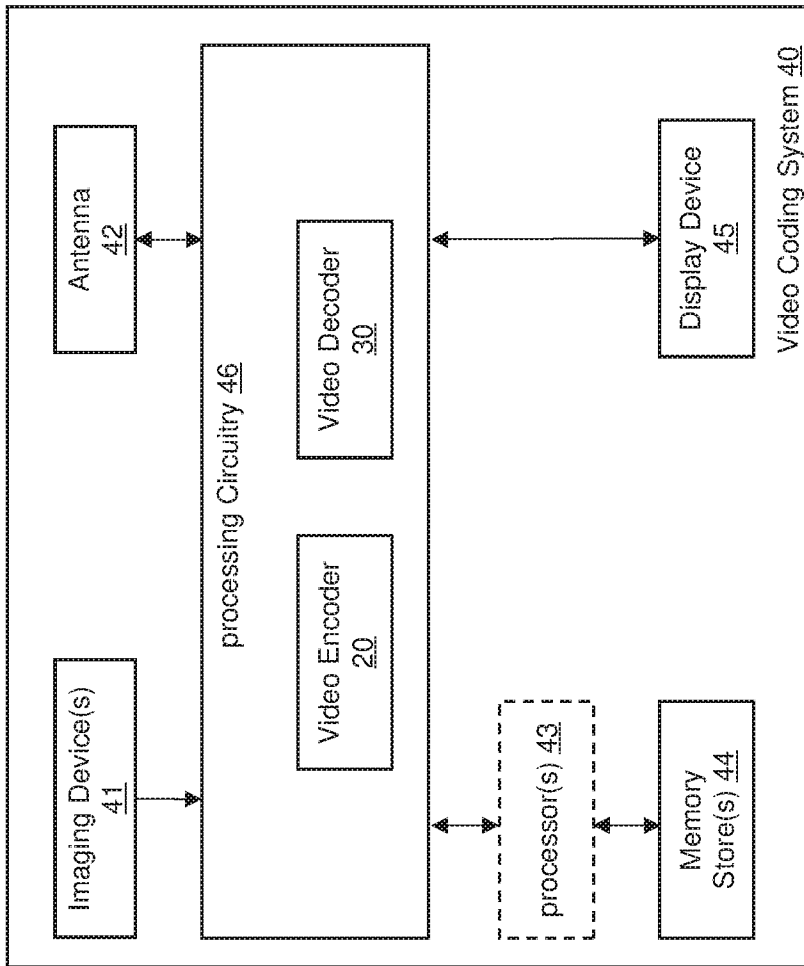 Imaging Device(s)
41
Antenna
42
processing Circuitry 46
Video Encoder
20
Video Decoder
30
processor(s) 43
Memory
Store(s) 44
Display Device
45
Video Coding System 40